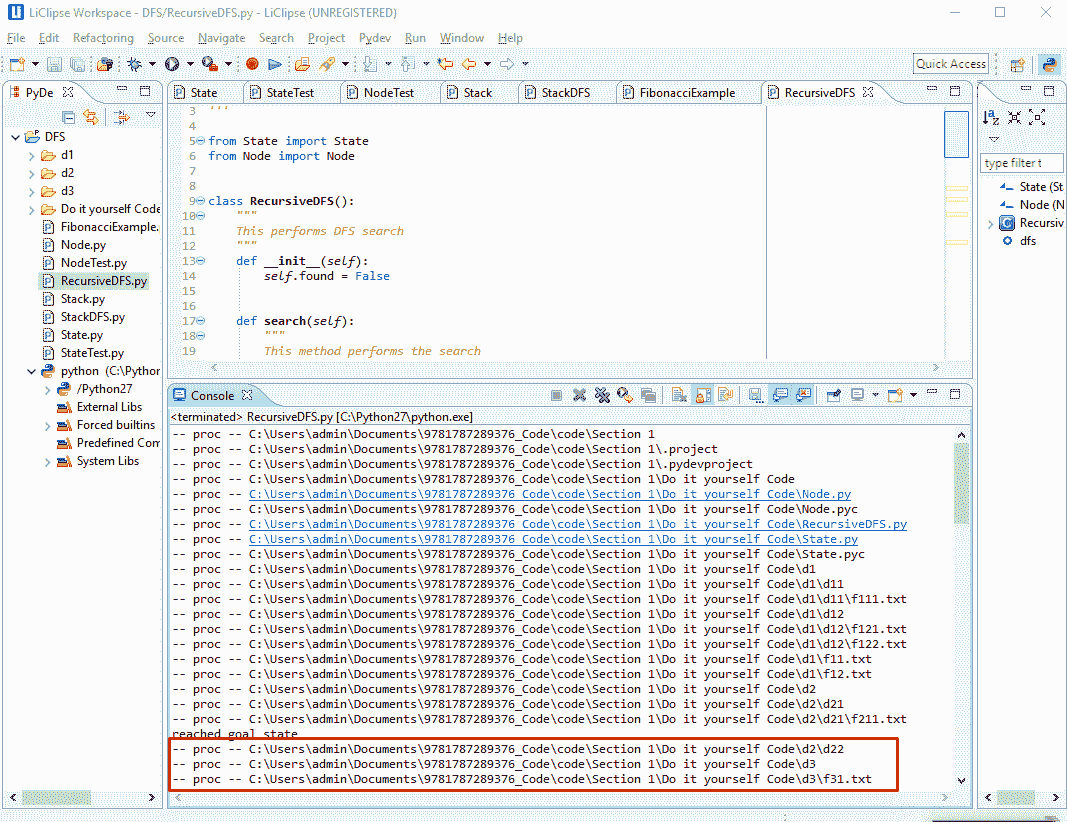 LiClipse Workspace - DFS/RecursiveDFS.py - LiClipse (UNREGISTERED)
File Edit Refactoring Source Navigate Search Project Pydev Run Window Help
Quick Access
PyDe
DFS
d1
d2
d3
Do it yourself Code
FibonacciExample.
Node.py
NodeTest.py
RecursiveDFS.py
Stack.py
StackDFS.py
State.py
StateTest.py
python (C:\Python
/Python27
External Libs
Forced builtins
Predefined Com
System Libs
State StateTest NodeTest Stack StackDFS FibonacciExample RecursiveDFS
3 """
4
5 from State import State
6 from Node import Node
7
8
9 class RecursiveDFS():
10 """
11 This performs DFS search
12 """
13 def __init__(self):
14 self.found = False
15
16
17 def search(self):
18 """
19 This method performs the search
type filter t
State (St
Node (N
Recursiv
dfs
Console
<terminated> RecursiveDFS.py [C:\Python27\python.exe]
-- proc -- C:\Users\admin\Documents\9781787289376_Code\code\Section 1
-- proc -- C:\Users\admin\Documents\9781787289376_Code\code\Section 1\.project
-- proc -- C:\Users\admin\Documents\9781787289376_Code\code\Section 1\.pydevproject
-- proc -- C:\Users\admin\Documents\9781787289376_Code\code\Section 1\Do it yourself Code
-- proc -- C:\Users\admin\Documents\9781787289376_Code\code\Section 1\Do it yourself Code\Node.py
-- proc -- C:\Users\admin\Documents\9781787289376_Code\code\Section 1\Do it yourself Code\Node.pyc
-- proc -- C:\Users\admin\Documents\9781787289376_Code\code\Section 1\Do it yourself Code\RecursiveDFS.py
-- proc -- C:\Users\admin\Documents\9781787289376_Code\code\Section 1\Do it yourself Code\State.py
-- proc -- C:\Users\admin\Documents\9781787289376_Code\code\Section 1\Do it yourself Code\State.pyc
-- proc -- C:\Users\admin\Documents\9781787289376_Code\code\Section 1\Do it yourself Code\d1
-- proc -- C:\Users\admin\Documents\9781787289376_Code\code\Section 1\Do it yourself Code\d1\d11
-- proc -- C:\Users\admin\Documents\9781787289376_Code\code\Section 1\Do it yourself Code\d1\d11\f111.txt
-- proc -- C:\Users\admin\Documents\9781787289376_Code\code\Section 1\Do it yourself Code\d1\d12
-- proc -- C:\Users\admin\Documents\9781787289376_Code\code\Section 1\Do it yourself Code\d1\d12\f121.txt
-- proc -- C:\Users\admin\Documents\9781787289376_Code\code\Section 1\Do it yourself Code\d1\d12\f122.txt
-- proc -- C:\Users\admin\Documents\9781787289376_Code\code\Section 1\Do it yourself Code\d1\f11.txt
-- proc -- C:\Users\admin\Documents\9781787289376_Code\code\Section 1\Do it yourself Code\d1\f12.txt
-- proc -- C:\Users\admin\Documents\9781787289376_Code\code\Section 1\Do it yourself Code\d2
-- proc -- C:\Users\admin\Documents\9781787289376_Code\code\Section 1\Do it yourself Code\d2\d21
-- proc -- C:\Users\admin\Documents\9781787289376_Code\code\Section 1\Do it yourself Code\d2\d21\f211.txt
reached goal state
-- proc -- C:\Users\admin\Documents\9781787289376_Code\code\Section 1\Do it yourself Code\d2\d22
-- proc -- C:\Users\admin\Documents\9781787289376_Code\code\Section 1\Do it yourself Code\d3
-- proc -- C:\Users\admin\Documents\9781787289376_Code\code\Section 1\Do it yourself Code\d3\f31.txt